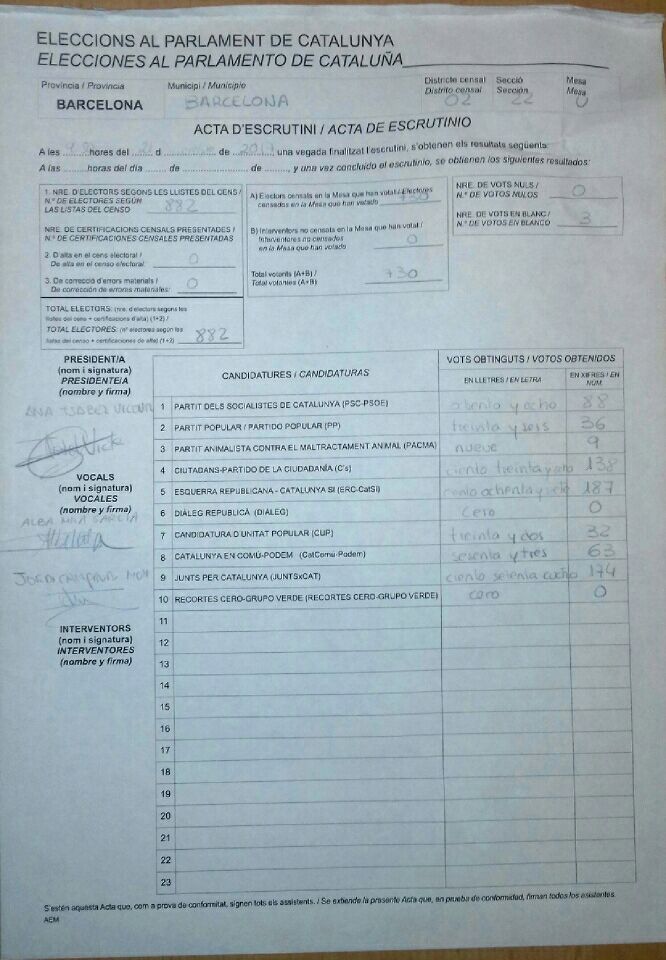 ELECCIONS AL PARLAMENT DE CATALUNYA
ELECCIONES AL PARLAMENTO DE CATALUÑA
Província / Provincia
BARCELONA
Municipi / Municipio
BARCELONA
Districte censal
Distrito censal
02
Secció
Sección
22
Mesa
Mesa
U
ACTA D'ESCRUTINI / ACTA DE ESCRUTINIO
A les hores del 21 d de 2017 una vegada finalitzat l'escrutini, s'obtenen els resultats següents:
A las horas del día de de , y una vez concluido el escrutinio, se obtienen los siguientes resultados:
1. NRE. D'ELECTORS SEGONS LES LLISTES DEL CENS /
N.º DE ELECTORES SEGÚN
LAS LISTAS DEL CENSO 882
NRE. DE CERTIFICACIONS CENSALS PRESENTADES /
N.º DE CERTIFICACIONES CENSALES PRESENTADAS
2. D'alta en el cens electoral /
De alta en el censo electoral: 0
3. De correcció d'errors materials /
De corrección de errores materiales: 0
TOTAL ELECTORS: (nre. d'electors segons les
llistes del cens + certificacions d'alta) (1+2) /
TOTAL ELECTORES: (nº electores según las
listas del censo + certificaciones de alta) (1+2) 882
A) Electors censats en la Mesa que han votat / Electores
censados en la Mesa que han votado 730
B) Interventors no censats en la Mesa que han votat /
Interventores no censados
en la Mesa que han votado 0
Total votants (A+B) /
Total votantes (A+B) 730
NRE. DE VOTS NULS /
N.º DE VOTOS NULOS 0
NRE. DE VOTS EN BLANC /
N.º DE VOTOS EN BLANCO 3
PRESIDENT/A
(nom i signatura)
PRESIDENTE/A
(nombre y firma)
ANA ISABEL
VOCALS
(nom i signatura)
VOCALES
(nombre y firma)
ALBA GARCIA
JORDI
INTERVENTORS
(nom i signatura)
INTERVENTORES
(nombre y firma)
CANDIDATURES / CANDIDATURAS
VOTS OBTINGUTS / VOTOS OBTENIDOS
EN LLETRES / EN LETRA
EN XIFRES / EN NÚM.
1 PARTIT DELS SOCIALISTES DE CATALUNYA (PSC-PSOE) ochenta y ocho 88
2 PARTIT POPULAR / PARTIDO POPULAR (PP) treinta y seis 36
3 PARTIT ANIMALISTA CONTRA EL MALTRACTAMENT ANIMAL (PACMA) nueve 9
4 CIUTADANS-PARTIDO DE LA CIUDADANÍA (C's) ciento treinta y ocho 138
5 ESQUERRA REPUBLICANA - CATALUNYA SÍ (ERC-CatSí) ciento ochenta y siete 187
6 DIÀLEG REPUBLICÀ (DIÀLEG) cero 0
7 CANDIDATURA D'UNITAT POPULAR (CUP) treinta y dos 32
8 CATALUNYA EN COMÚ-PODEM (CatComú-Podem) sesenta y tres 63
9 JUNTS PER CATALUNYA (JUNTSxCAT) ciento setenta 174
10 RECORTES CERO-GRUPO VERDE (RECORTES CERO-GRUPO VERDE) cero 0
11
12
13
14
15
16
17
18
19
20
21
22
23
S'estén aquesta Acta que, com a prova de conformitat, signen tots els assistents. / Se extiende la presente Acta que, en prueba de conformidad, firman todos los asistentes.
AEM